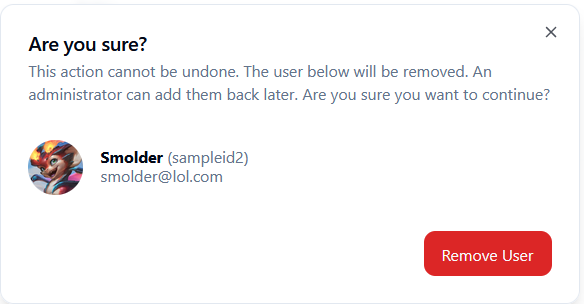 Are you sure?
This action cannot be undone. The user below will be removed. An
administrator can add them back later. Are you sure you want to continue?
Smolder (sampleid2)
smolder@lol.com
Remove User